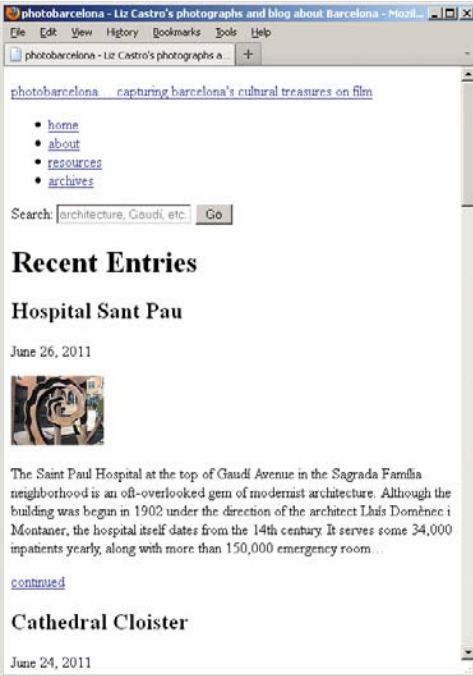 photobarcelona - Liz Castro's photographs and blog about Barcelona - Mozil...
File Edit View History Bookmarks Tools Help
photobarcelona - Liz Castro's photographs a...
photobarcelona... capturing barcelona's cultural treasures on film
home
about
resources
archives
Search: architecture, Gaudí, etc. Go
Recent Entries
Hospital Sant Pau
June 26, 2011
The Saint Paul Hospital at the top of Gaudí Avenue in the Sagrada Família
neighborhood is an oft-overlooked gem of modernist architecture. Although the
building was begun in 1902 under the direction of the architect Lluís Domènec i
Montaner, the hospital itself dates from the 14th century. It serves some 34,000
inpatients yearly, along with more than 150,000 emergency room…
continued
Cathedral Cloister
June 24, 2011